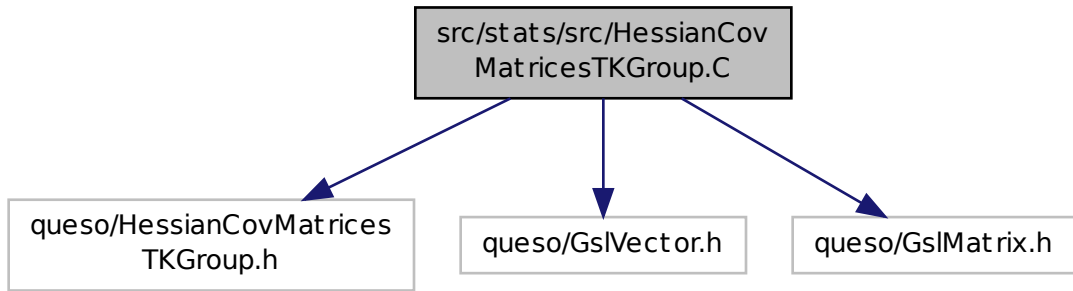 src/stats/src/HessianCov
MatricesTKGroup.C
queso/HessianCovMatrices
TKGroup.h
queso/GslVector.h
queso/GslMatrix.h